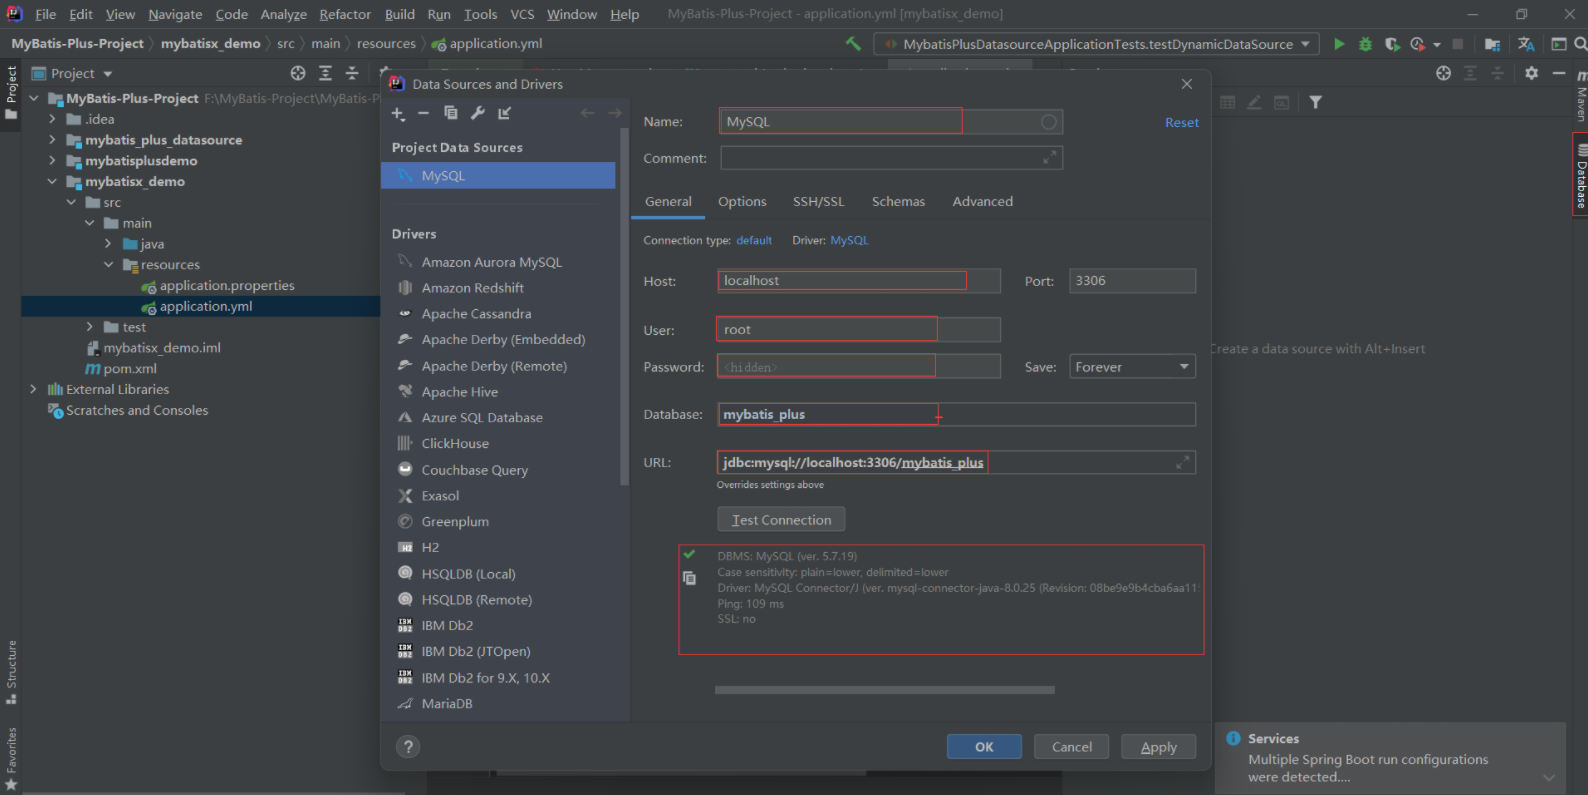 File Edit View Navigate Code Analyze Refactor Build Run Tools VCS Window Help MyBatis-Plus-Project - application.yml [mybatisx_demo]
MyBatis-Plus-Project mybatisx_demo src main resources application.yml MybatisPlusDatasourceApplicationTests.testDynamicDataSource
Project
Project
MyBatis-Plus-Project F:\MyBatis-Project\MyBatis-P
.idea
mybatis_plus_datasource
mybatisplusdemo
mybatisx_demo
src
main
java
resources
application.properties
application.yml
test
mybatisx_demo.iml
pom.xml
External Libraries
Scratches and Consoles
Structure
Favorites
Data Sources and Drivers
Project Data Sources
MySQL
Drivers
Amazon Aurora MySQL
Amazon Redshift
Apache Cassandra
Apache Derby (Embedded)
Apache Derby (Remote)
Apache Hive
Azure SQL Database
ClickHouse
Couchbase Query
Exasol
Greenplum
H2
HSQLDB (Local)
HSQLDB (Remote)
IBM Db2
IBM Db2 (JTOpen)
IBM Db2 for 9.X, 10.X
MariaDB
Name: MySQL Reset
Comment:
General Options SSH/SSL Schemas Advanced
Connection type: default Driver: MySQL
Host: localhost Port: 3306
User: root
Password: <hidden> Save: Forever
Database: mybatis_plus
URL: jdbc:mysql://localhost:3306/mybatis_plus
Overrides settings above
Test Connection
DBMS: MySQL (ver. 5.7.19)
Case sensitivity: plain=lower, delimited=lower
Driver: MySQL Connector/J (ver. mysql-connector-java-8.0.25 (Revision: 08be9e9b4cba6aa115
Ping: 109 ms
SSL: no
? OK Cancel Apply
Create a data source with Alt+Insert
Maven
Database
Services
Multiple Spring Boot run configurations
were detected....